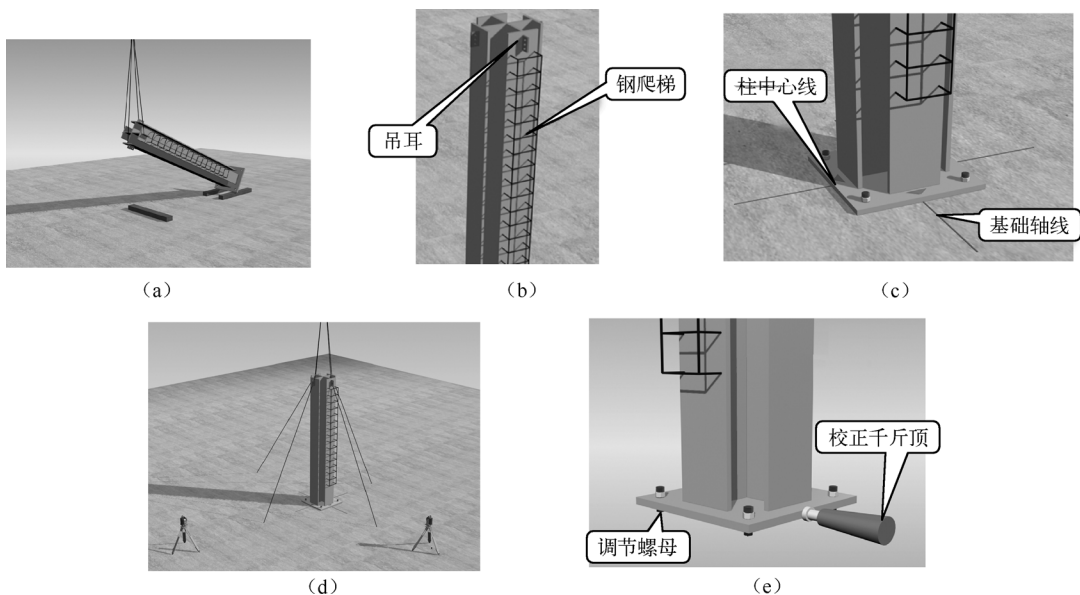 吊耳
钢爬梯
柱中心线
基础轴线
（a）
（b）
（c）
调节螺母
校正千斤顶
（d）
（e）